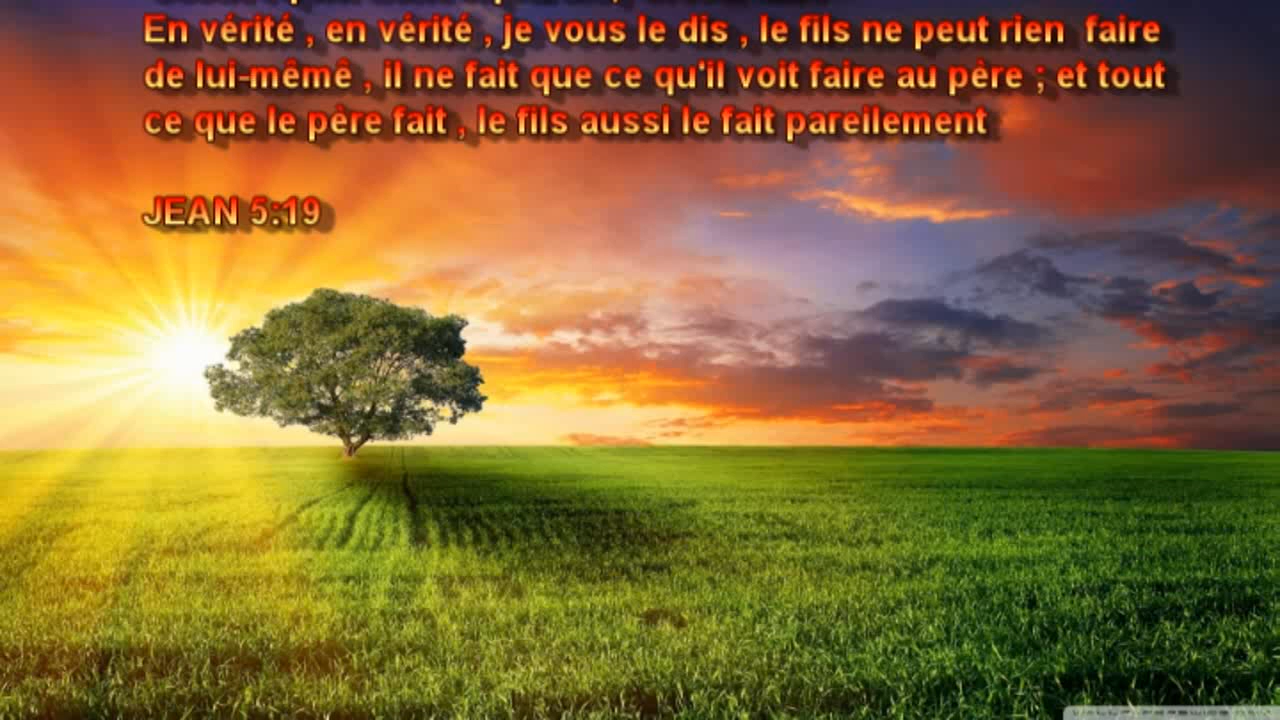 En vérité , en vérité , je vous le dis , le fils ne peut rien faire
de lui-mêmê , il ne fait que ce qu'il voit faire au père ; et tout
ce que le père fait , le fils aussi le fait parellement
JEAN 5:19